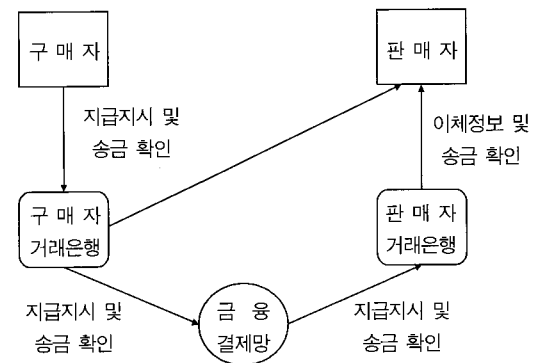 구 매 자
판 매 자
지급지시 및
송금 확인
이체정보 및
송금 확인
구 매 자
거래은행
판 매 자
거래은행
지급지시 및
송금 확인
금 융
결제망
지급지시 및
송금 확인